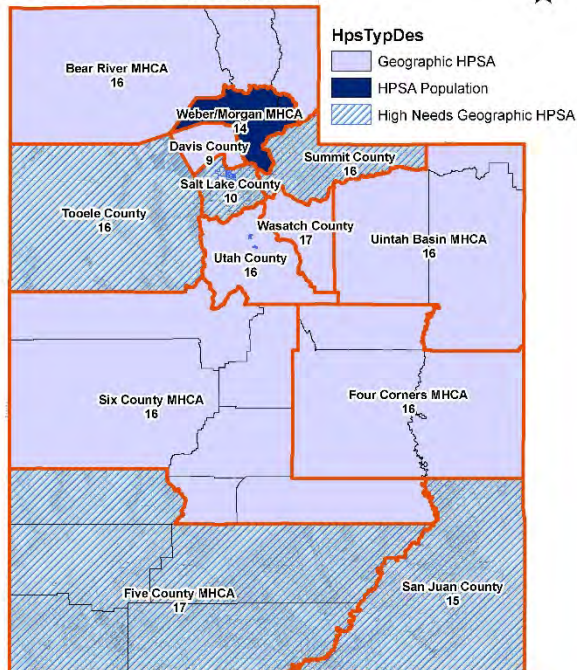 HpsTypDes
Geographic HPSA
HPSA Population
High Needs Geographic HPSA
Bear River MHCA
16
Weber/Morgan MHCA
14
Davis County
9
Summit County
16
Salt Lake County
10
Tooele County
16
Wasatch County
17
Uintah Basin MHCA
16
Utah County
16
Six County MHCA
16
Four Corners MHCA
16
Five County MHCA
17
San Juan County
15